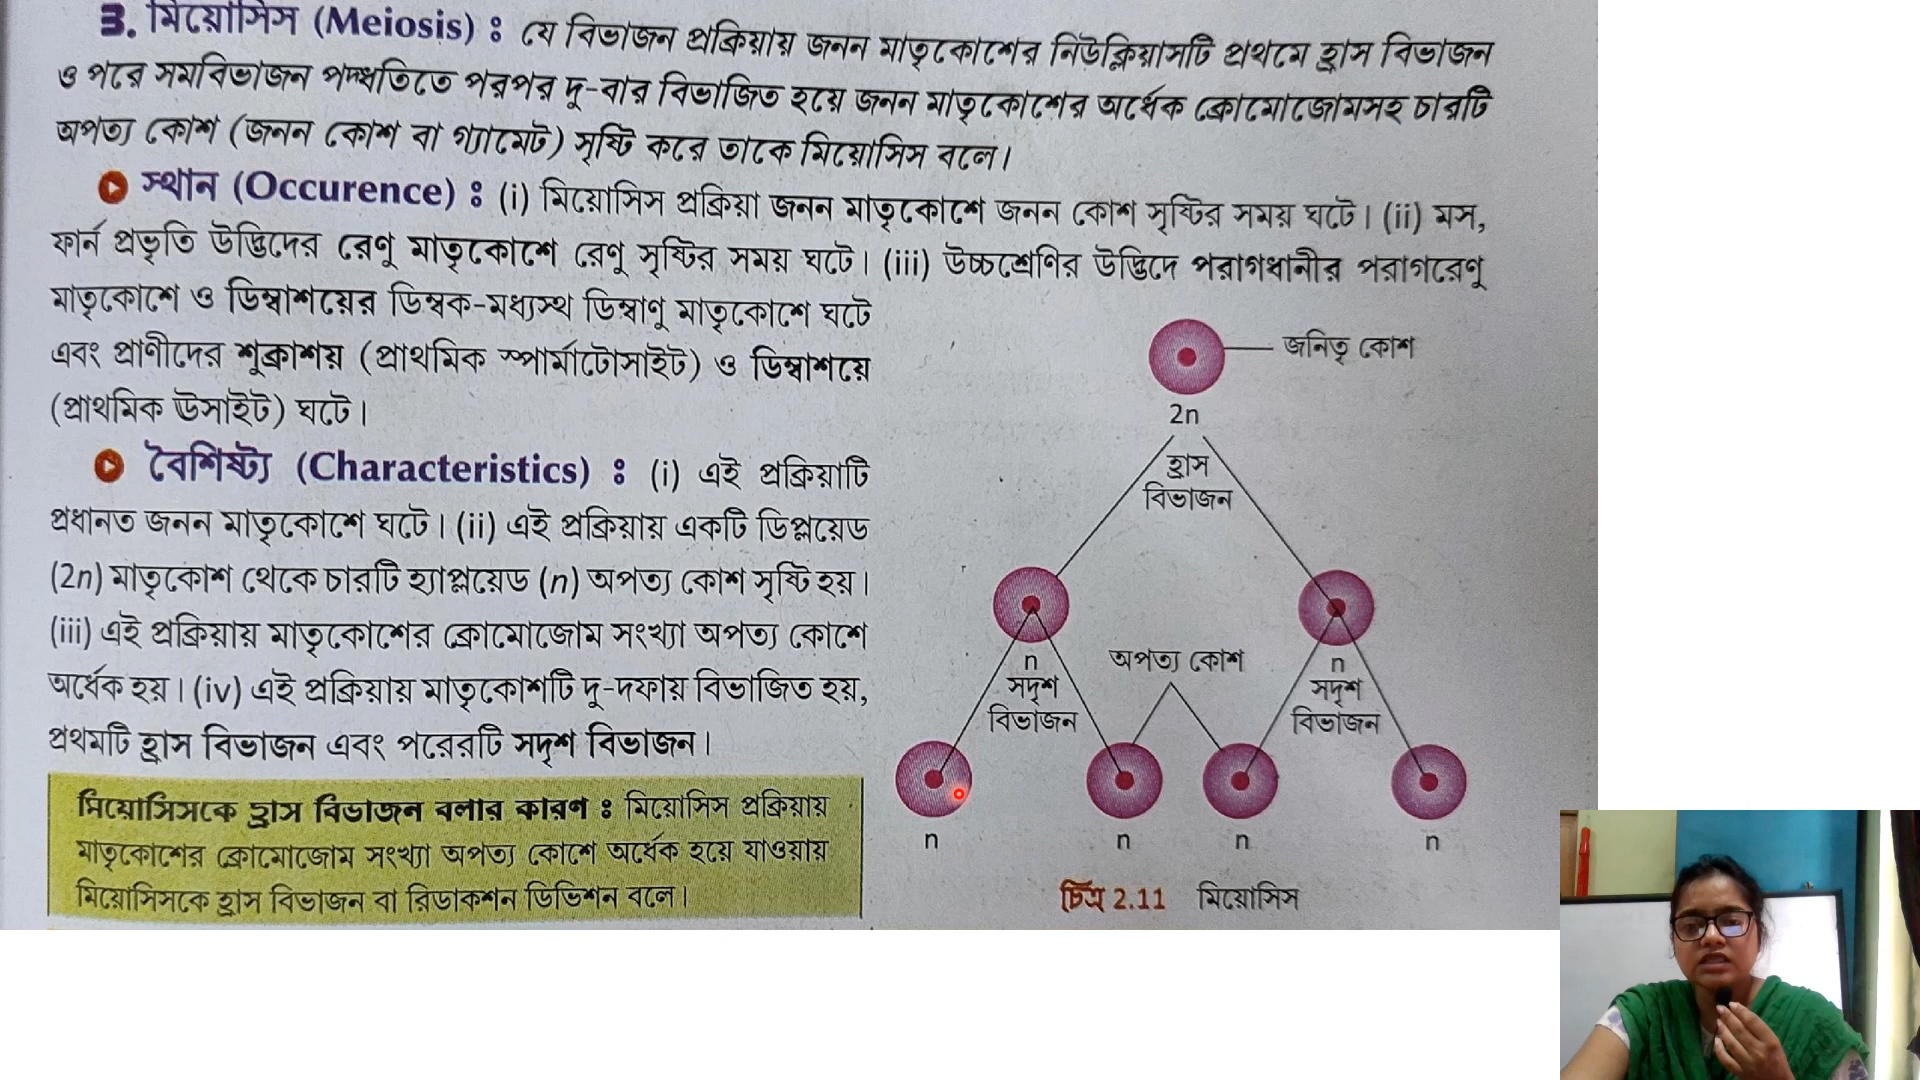 3. মিয়োসিস (Meiosis) : যে বিভাজন প্রক্রিয়ায় জনন মাতৃকোশের নিউক্লিয়াসটি প্রথমে হ্রাস বিভাজন
ও পরে সমবিভাজন পদ্ধতিতে পরপর দু-বার বিভাজিত হয়ে জনন মাতৃকোশের অর্ধেক ক্রোমোজোমসহ চারটি
অপত্য কোশ (জনন কোশ বা গ্যামেট) সৃষ্টি করে তাকে মিয়োসিস বলে।
স্থান (Occurence) : (i) মিয়োসিস প্রক্রিয়া জনন মাতৃকোশে জনন কোশ সৃষ্টির সময় ঘটে। (ii) মস,
ফার্ন প্রভৃতি উদ্ভিদের রেণু মাতৃকোশে রেণু সৃষ্টির সময় ঘটে। (iii) উচ্চশ্রেণির উদ্ভিদে পরাগধানীর পরাগরেণু
মাতৃকোশে ও ডিম্বাশয়ের ডিম্বক-মধ্যস্থ ডিম্বাণু মাতৃকোশে ঘটে
এবং প্রাণীদের শুক্রাশয় (প্রাথমিক স্পার্মাটোসাইট) ও ডিম্বাশয়ে
(প্রাথমিক ঊসাইট) ঘটে।
বৈশিষ্ট্য (Characteristics) : (i) এই প্রক্রিয়াটি
প্রধানত জনন মাতৃকোশে ঘটে। (ii) এই প্রক্রিয়ায় একটি ডিপ্লয়েড
(2n) মাতৃকোশ থেকে চারটি হ্যাপ্লয়েড (n) অপত্য কোশ সৃষ্টি হয়।
(iii) এই প্রক্রিয়ায় মাতৃকোশের ক্রোমোজোম সংখ্যা অপত্য কোশে
অর্ধেক হয়। (iv) এই প্রক্রিয়ায় মাতৃকোশটি দু-দফায় বিভাজিত হয়,
প্রথমটি হ্রাস বিভাজন এবং পরেরটি সদৃশ বিভাজন।
মিয়োসিসকে হ্রাস বিভাজন বলার কারণ : মিয়োসিস প্রক্রিয়ায়
মাতৃকোশের ক্রোমোজোম সংখ্যা অপত্য কোশে অর্ধেক হয়ে যাওয়ায়
মিয়োসিসকে হ্রাস বিভাজন বা রিডাকশন ডিভিশন বলে।
জনিতৃ কোশ
2n
হ্রাস
বিভাজন
n অপত্য কোশ n
সদৃশ সদৃশ
বিভাজন বিভাজন
n n n n
চিত্র 2.11 মিয়োসিস